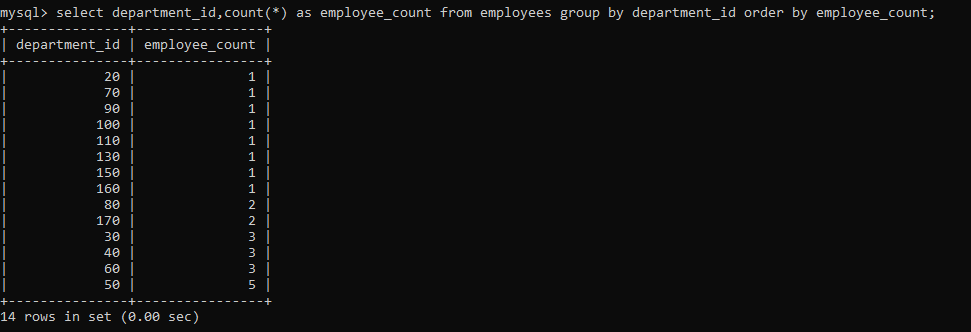 mysql> select department_id,count(*) as employee_count from employees group by department_id order by employee_count;
+---------------+----------------+
| department_id | employee_count |
+---------------+----------------+
|            20 |              1 |
|            70 |              1 |
|            90 |              1 |
|           100 |              1 |
|           110 |              1 |
|           130 |              1 |
|           150 |              1 |
|           160 |              1 |
|            80 |              2 |
|           170 |              2 |
|            30 |              3 |
|            40 |              3 |
|            60 |              3 |
|            50 |              5 |
+---------------+----------------+
14 rows in set (0.00 sec)